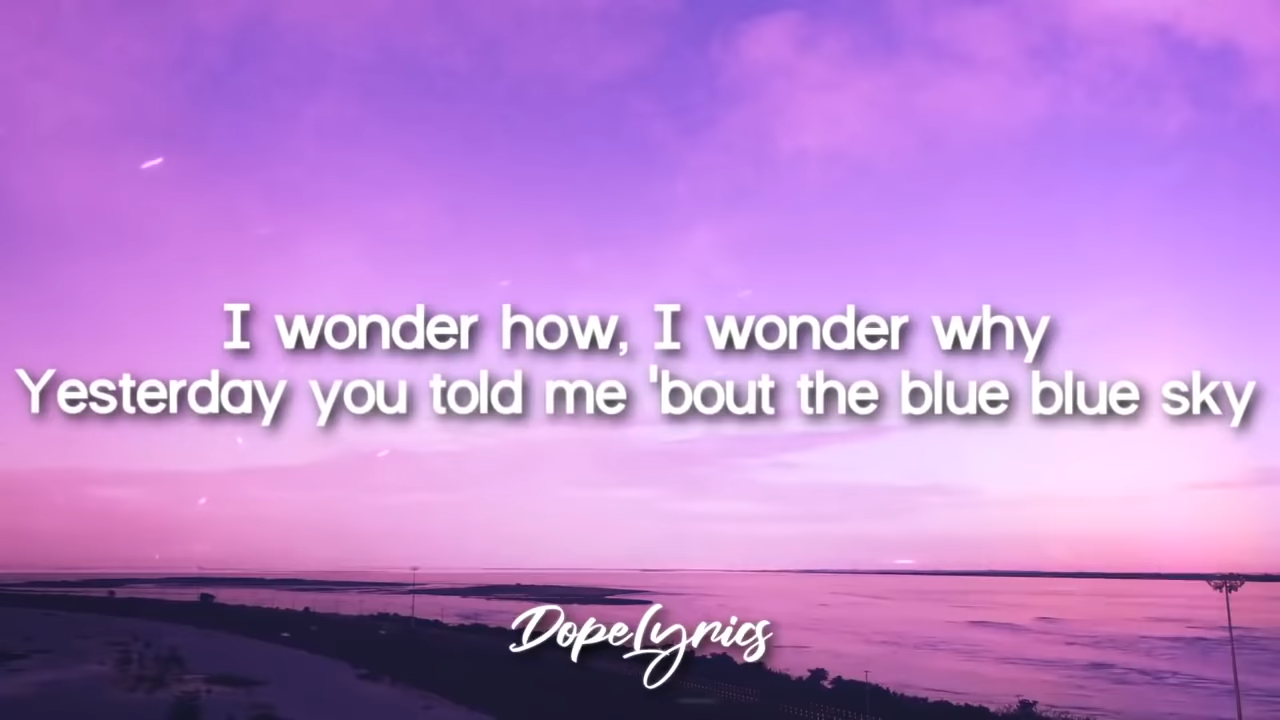 I wonder how, I wonder why
Yesterday you told me 'bout the blue blue sky
DopeLyrics